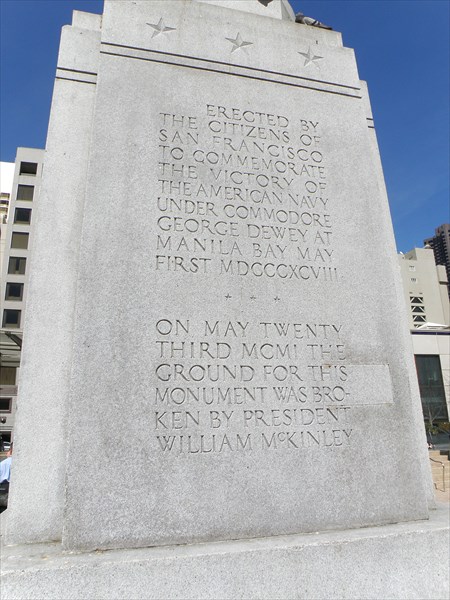 ERECTED BY
THE CITIZENS OF
SAN FRANCISCO
TO COMMEMORATE
THE VICTORY OF
THE AMERICAN NAVY
UNDER COMMODORE
GEORGE DEWEY AT
MANILA BAY MAY
FIRST MDCCCXCVIII
ON MAY TWENTY
THIRD MCMI THE
GROUND FOR THIS
MONUMENT WAS BRO-
KEN BY PRESIDENT
WILLIAM McKINLEY